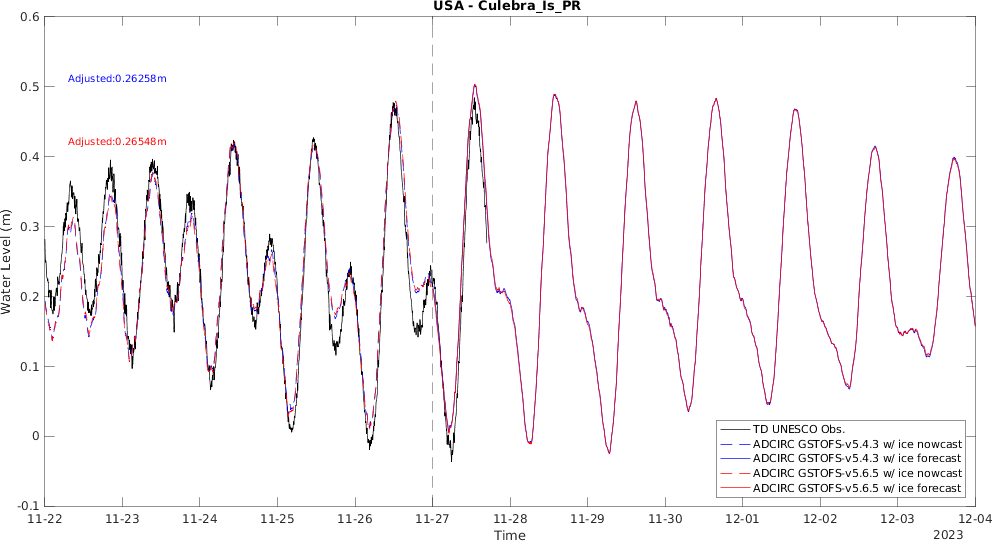 USA - Culebra_Is_PR
0.6
0.5
0.4
0.3
0.2
0.1
0
-0.1
Water Level (m)
Adjusted:0.26258m
Adjusted:0.26548m
TD UNESCO Obs.
ADCIRC GSTOFS-v5.4.3 w/ ice nowcast
ADCIRC GSTOFS-v5.4.3 w/ ice forecast
ADCIRC GSTOFS-v5.6.5 w/ ice nowcast
ADCIRC GSTOFS-v5.6.5 w/ ice forecast
11-22 11-23 11-24 11-25 11-26 11-27 11-28 11-29 11-30 12-01 12-02 12-03 12-04
Time
2023